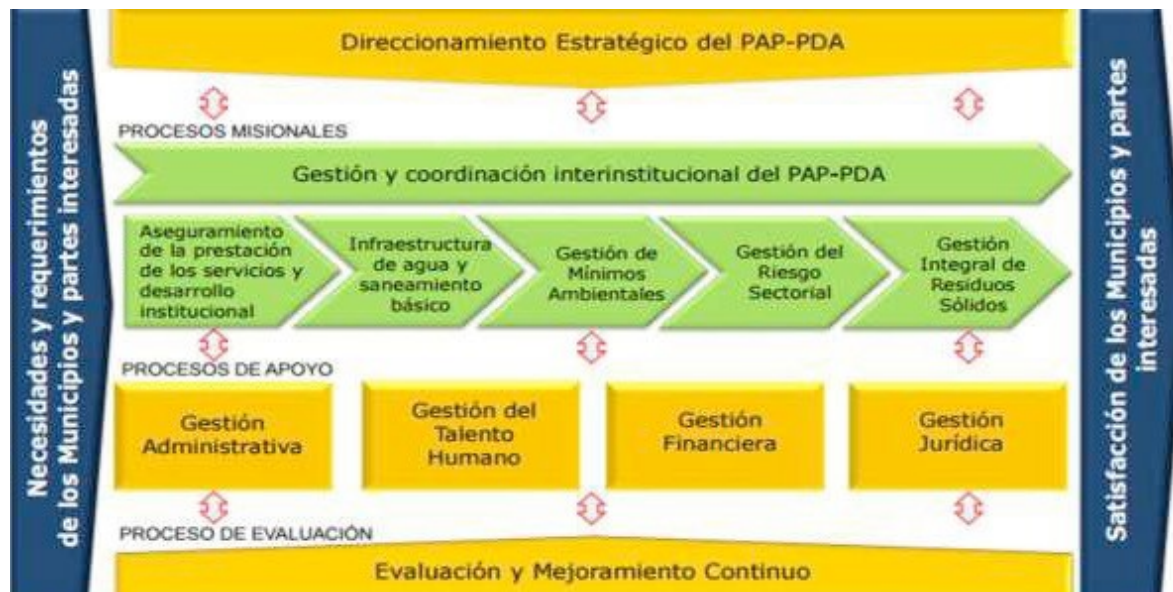 Necesidades y requerimientos
de los Municipios y partes interesadas
Direccionamiento Estratégico del PAP-PDA
PROCESOS MISIONALES
Gestión y coordinación interinstitucional del PAP-PDA
Aseguramiento
de la prestación
de los servicios y
desarrollo
institucional
Infraestructura
de agua y
saneamiento
básico
Gestión de
Mínimos
Ambientales
Gestión del
Riesgo
Sectorial
Gestión
Integral de
Residuos
Sólidos
PROCESOS DE APOYO
Gestión
Administrativa
Gestión del
Talento
Humano
Gestión
Financiera
Gestión
Jurídica
PROCESO DE EVALUACIÓN
Evaluación y Mejoramiento Continuo
Satisfacción de los Municipios y partes
interesadas